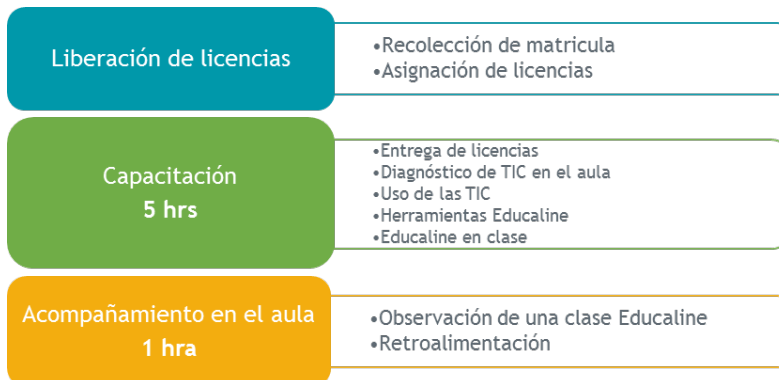 Liberación de licencias
•Recolección de matricula
•Asignación de licencias
Capacitación
5 hrs
•Entrega de licencias
•Diagnóstico de TIC en el aula
•Uso de las TIC
•Herramientas Educaline
•Educaline en clase
Acompañamiento en el aula
1 hra
•Observación de una clase Educaline
•Retroalimentación